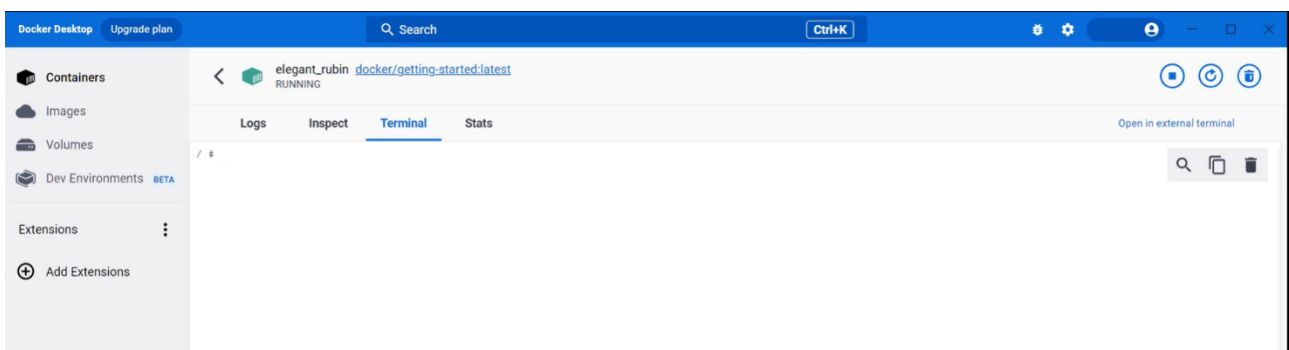 Docker Desktop Upgrade plan Search Ctrl+K
Containers
Images
Volumes
Dev Environments BETA
Extensions
Add Extensions
elegant_rubin docker/getting-started:latest
RUNNING
Logs Inspect Terminal Stats Open in external terminal
/ #